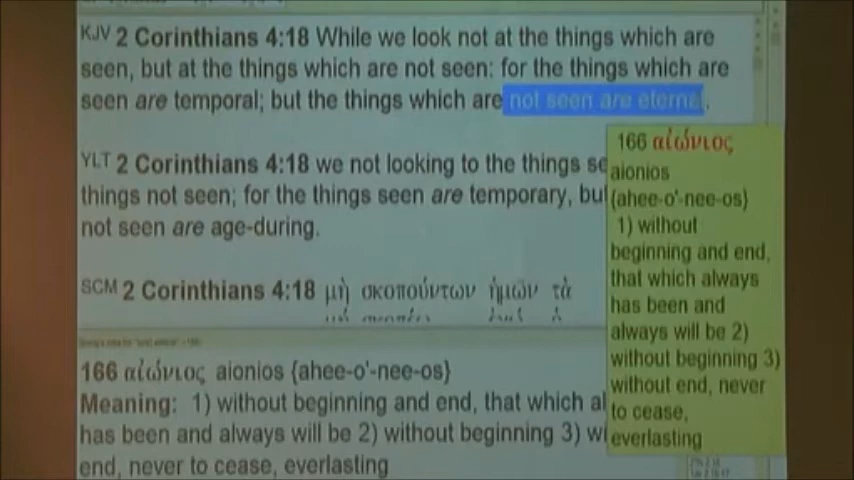 KJV 2 Corinthians 4:18 While we look not at the things which are
seen, but at the things which are not seen: for the things which are
seen are temporal; but the things which are not seen are eternal.
YLT 2 Corinthians 4:18 we not looking to the things se
things not seen; for the things seen are temporary, but
not seen are age-during.
SCM 2 Corinthians 4:18 μὴ σκοπούντων ἡμῶν τὰ
166 αἰώνιος aionios {ahee-o'-nee-os}
Meaning: 1) without beginning and end, that which al
has been and always will be 2) without beginning 3) wi
end, never to cease, everlasting
166 αἰώνιος
aionios
{ahee-o'-nee-os}
1) without
beginning and end,
that which always
has been and
always will be 2)
without beginning 3)
without end, never
to cease,
everlasting